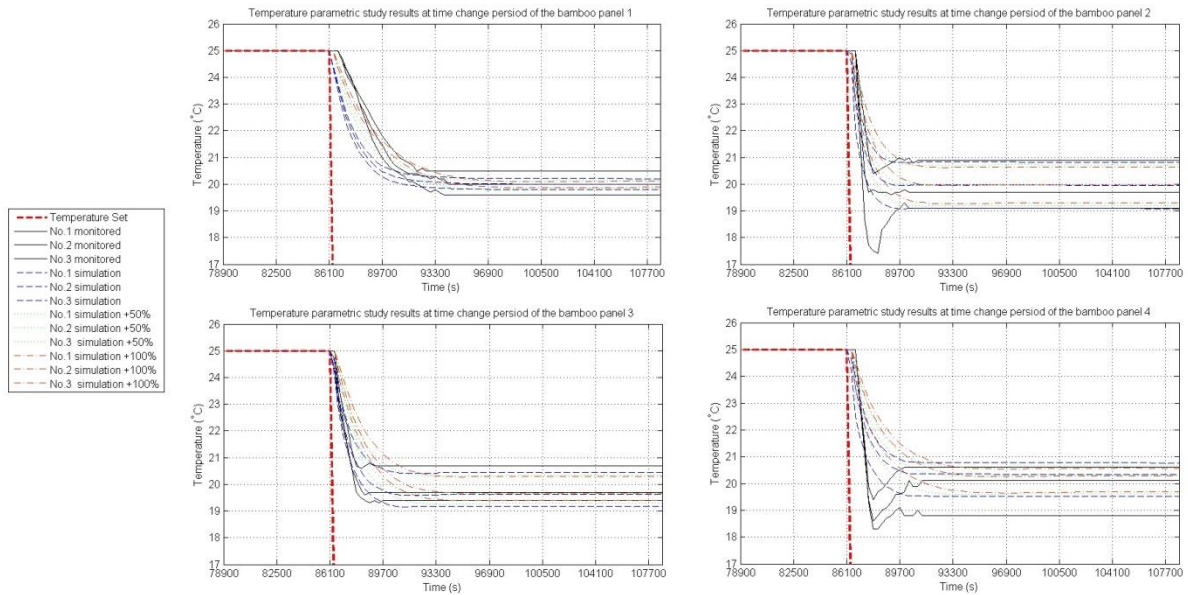 Temperature parametric study results at time change persiod of the bamboo panel 1
26
25
24
23
22
21
20
19
18
17
Temperature (°C)
78900 82500 86100 89700 93300 96900 100500 104100 107700
Time (s)
Temperature parametric study results at time change persiod of the bamboo panel 2
26
25
24
23
22
21
20
19
18
17
Temperature (°C)
78900 82500 86100 89700 93300 96900 100500 104100 107700
Time (s)
Temperature Set
No.1 monitored
No.2 monitored
No.3 monitored
No.1 simulation
No.2 simulation
No.3 simulation
No.1 simulation +50%
No.2 simulation +50%
No.3 simulation +50%
No.1 simulation +100%
No.2 simulation +100%
No.3 simulation +100%
Temperature parametric study results at time change persiod of the bamboo panel 3
26
25
24
23
22
21
20
19
18
17
Temperature (°C)
78900 82500 86100 89700 93300 96900 100500 104100 107700
Time (s)
Temperature parametric study results at time change persiod of the bamboo panel 4
26
25
24
23
22
21
20
19
18
17
Temperature (°C)
78900 82500 86100 89700 93300 96900 100500 104100 107700
Time (s)